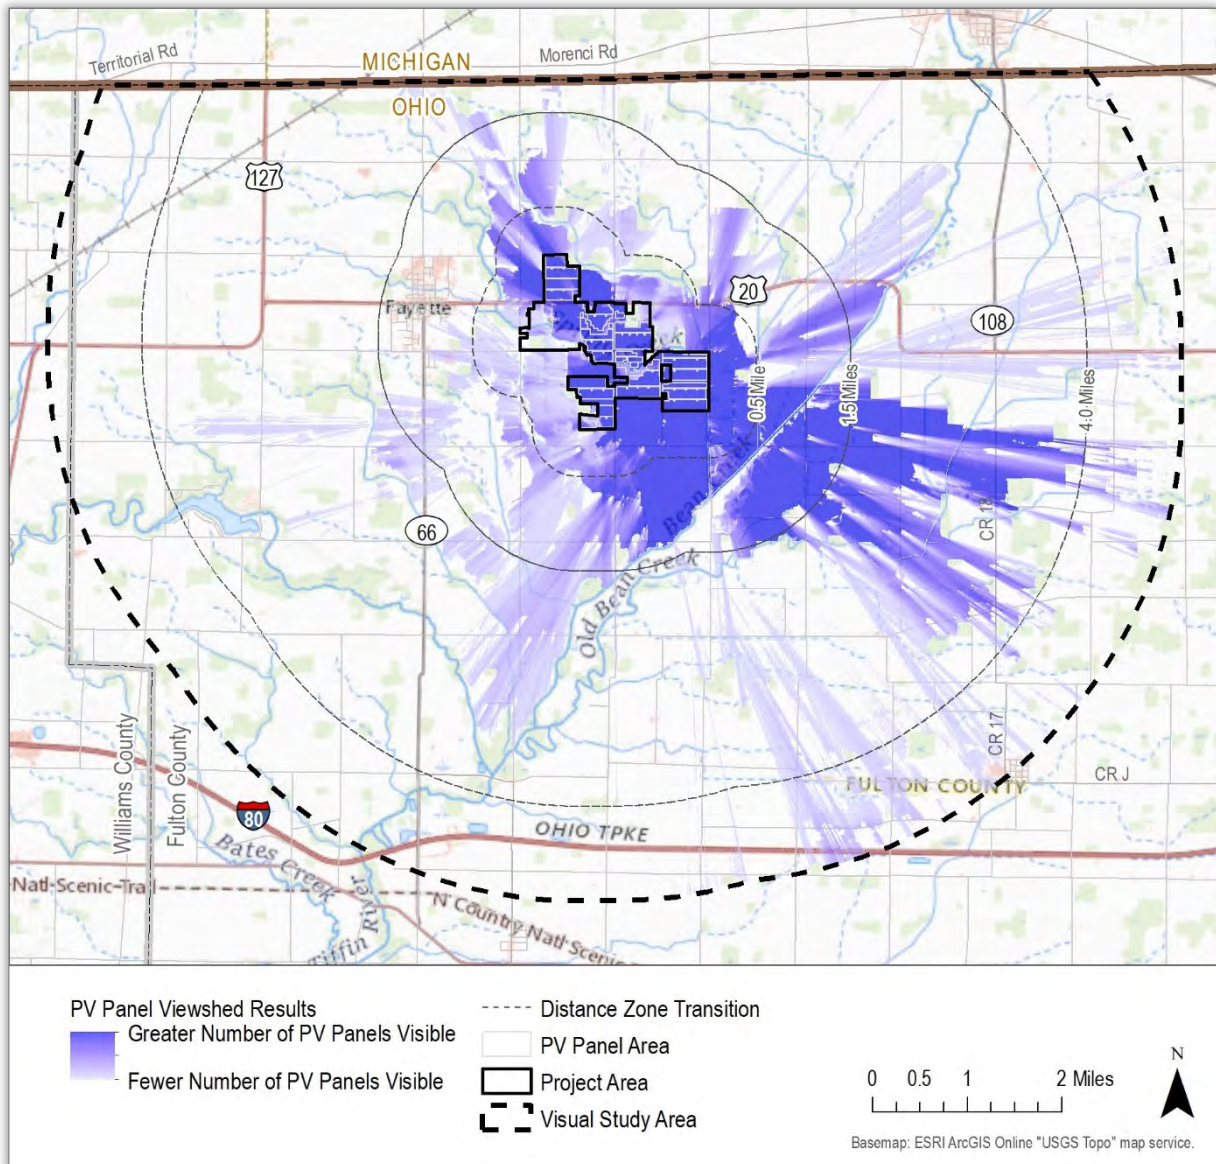 Territorial Rd
MICHIGAN
Morenci Rd
OHIO
127
20
Fayette
Creek
108
0.5 Mile
1.5 Miles
4.0 Miles
Bean Creek
66
CR 18
Old Bean Creek
CR 17
Williams County
Fulton County
FULTON COUNTY
CR J
80
OHIO TPKE
Bates Creek
Natl Scenic Trail
N Country Natl Scenic
Tiffin River
PV Panel Viewshed Results
Greater Number of PV Panels Visible
Fewer Number of PV Panels Visible
Distance Zone Transition
PV Panel Area
Project Area
Visual Study Area
0 0.5 1 2 Miles
N
Basemap: ESRI ArcGIS Online "USGS Topo" map service.